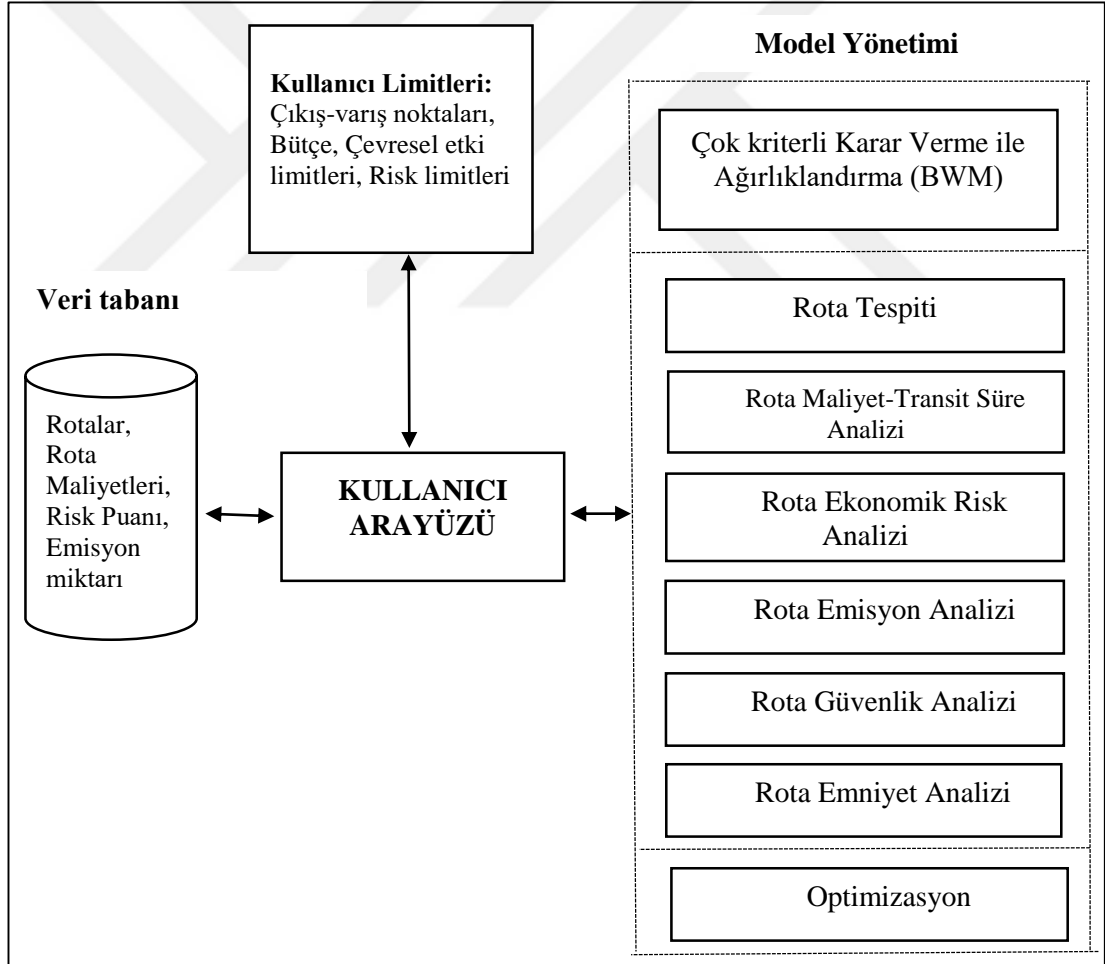 Model Yönetimi
Kullanıcı Limitleri:
Çıkış-varış noktaları,
Bütçe, Çevresel etki
limitleri, Risk limitleri
Çok kriterli Karar Verme ile
Ağırlıklandırma (BWM)
Veri tabanı
Rotalar,
Rota
Maliyetleri,
Risk Puanı,
Emisyon
miktarı
KULLANICI
ARAYÜZÜ
Rota Tespiti
Rota Maliyet-Transit Süre
Analizi
Rota Ekonomik Risk
Analizi
Rota Emisyon Analizi
Rota Güvenlik Analizi
Rota Emniyet Analizi
Optimizasyon